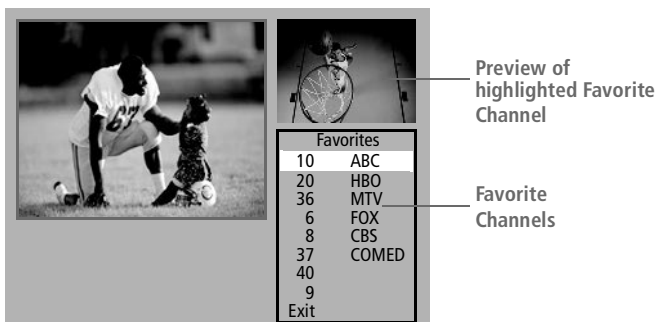 Preview of
highlighted Favorite
Channel
Favorites
10 ABC
20 HBO
36 MTV
6 FOX
8 CBS
37 COMED
40
9
Exit
Favorite
Channels
67